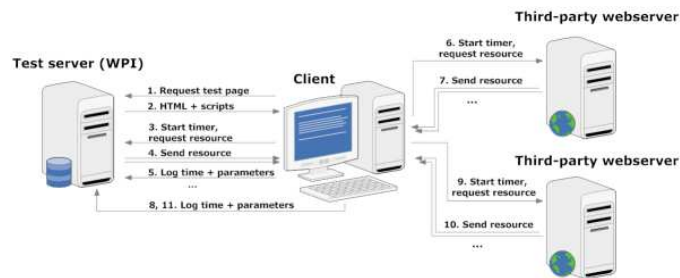 Test server (WPI)
Client
Third-party webserver
1. Request test page
2. HTML + scripts
3. Start timer,
request resource
4. Send resource
5. Log time + parameters
...
8, 11. Log time + parameters
6. Start timer,
request resource
7. Send resource
...
Third-party webserver
9. Start timer,
request resource
10. Send resource
...